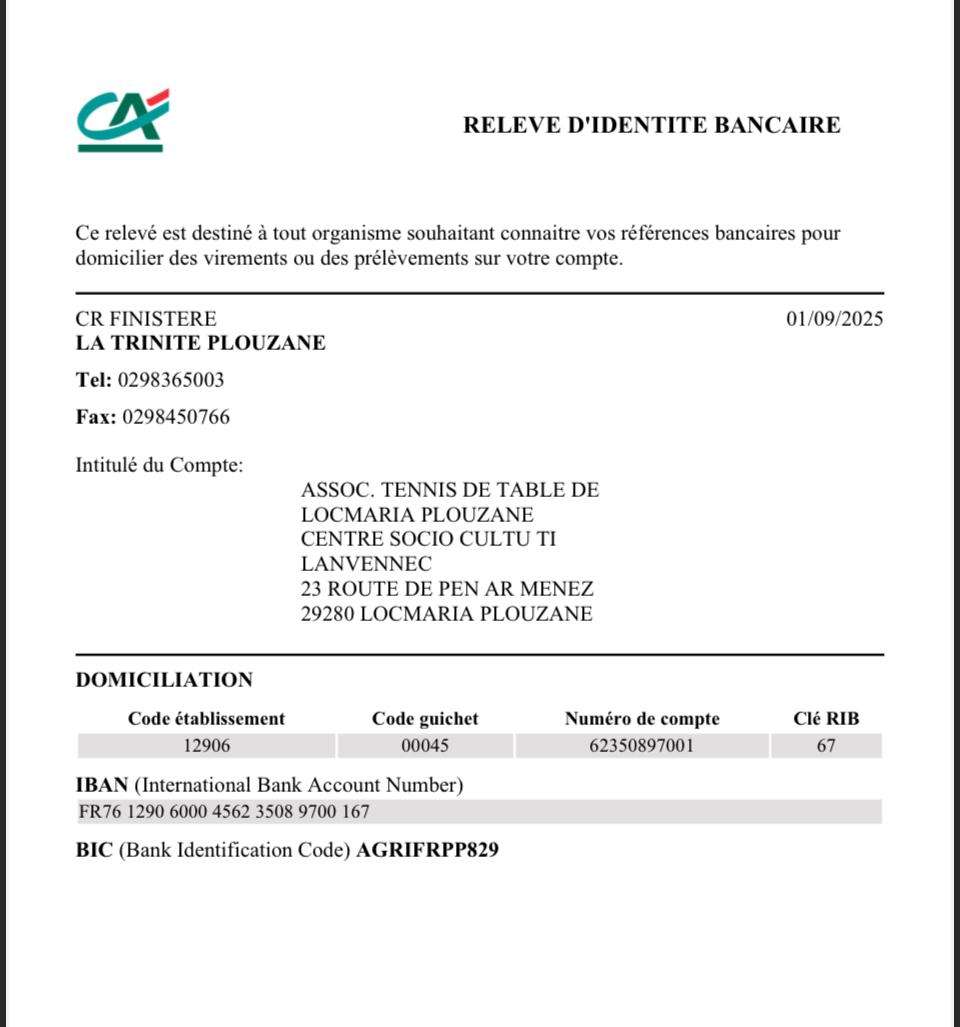 CA
RELEVE D'IDENTITE BANCAIRE
Ce relevé est destiné à tout organisme souhaitant connaitre vos références bancaires pour
domicilier des virements ou des prélèvements sur votre compte.
CR FINISTERE 01/09/2025
LA TRINITE PLOUZANE
Tel: 0298365003
Fax: 0298450766
Intitulé du Compte:
ASSOC. TENNIS DE TABLE DE
LOCMARIA PLOUZANE
CENTRE SOCIO CULTU TI
LANVENNEC
23 ROUTE DE PEN AR MENEZ
29280 LOCMARIA PLOUZANE
DOMICILIATION
Code établissement Code guichet Numéro de compte Clé RIB
12906 00045 62350897001 67
IBAN (International Bank Account Number)
FR76 1290 6000 4562 3508 9700 167
BIC (Bank Identification Code) AGRIFRPP829